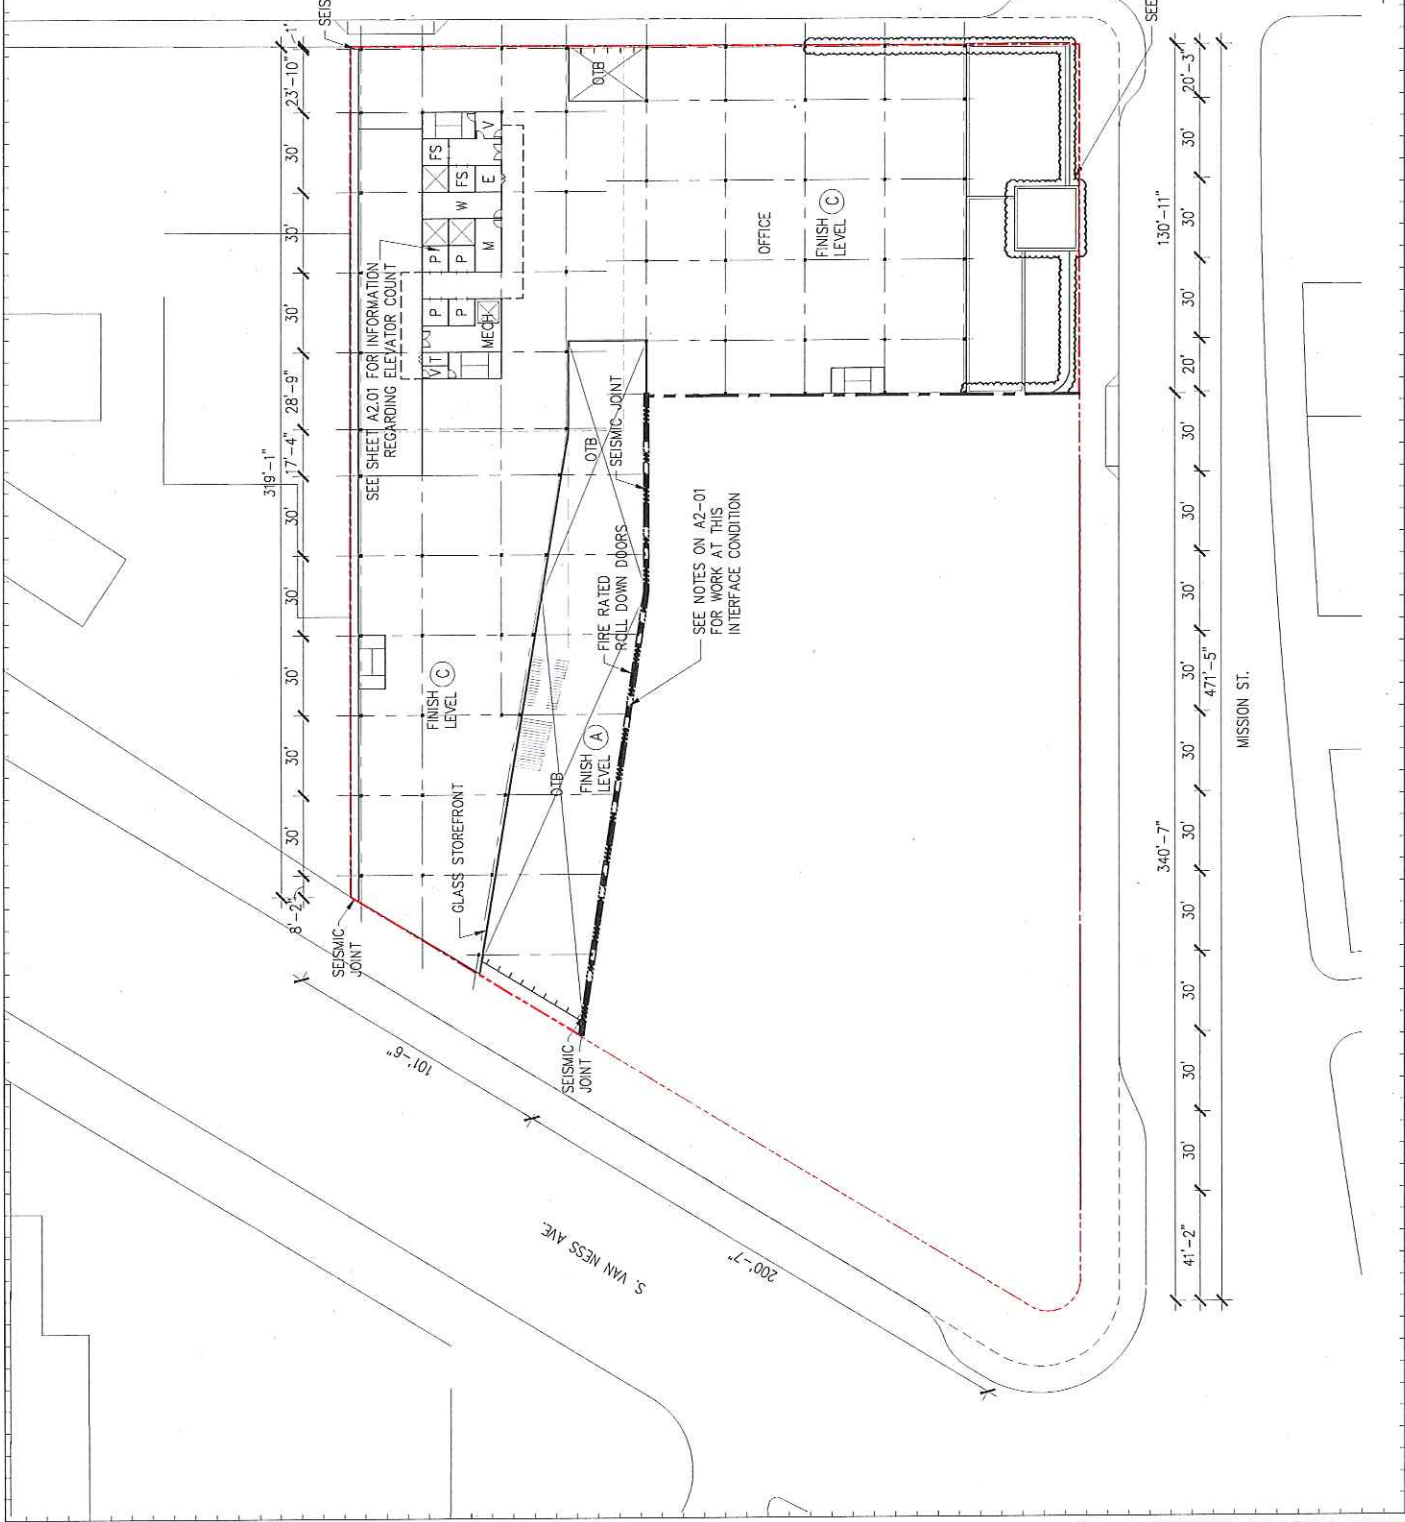 SEIS
SEE
1'
23'-10"
30'
30'
30'
28'-9"
17'-4"
30'
30'
30'
30'
30'
8'-2"
319'-1"
SEE SHEET A2.01 FOR INFORMATION
REGARDING ELEVATOR COUNT
FS
V
FS
E
W
P
P
M
P
P
MECH
V
T
OTB
OFFICE
FINISH
LEVEL
C
OTB
SEISMIC JOINT
FIRE RATED
ROLL DOWN DOORS
SEE NOTES ON A2-01
FOR WORK AT THIS
INTERFACE CONDITION
FINISH
LEVEL
C
FINISH
LEVEL
A
OTB
GLASS STOREFRONT
SEISMIC
JOINT
SEISMIC
JOINT
101'-6"
200'-7"
S. VAN NESS AVE.
20'-3"
30'
30'
30'
20'
30'
30'
30'
30'
30'
30'
30'
30'
30'
30'
41'-2"
130'-11"
340'-7"
471'-5"
MISSION ST.